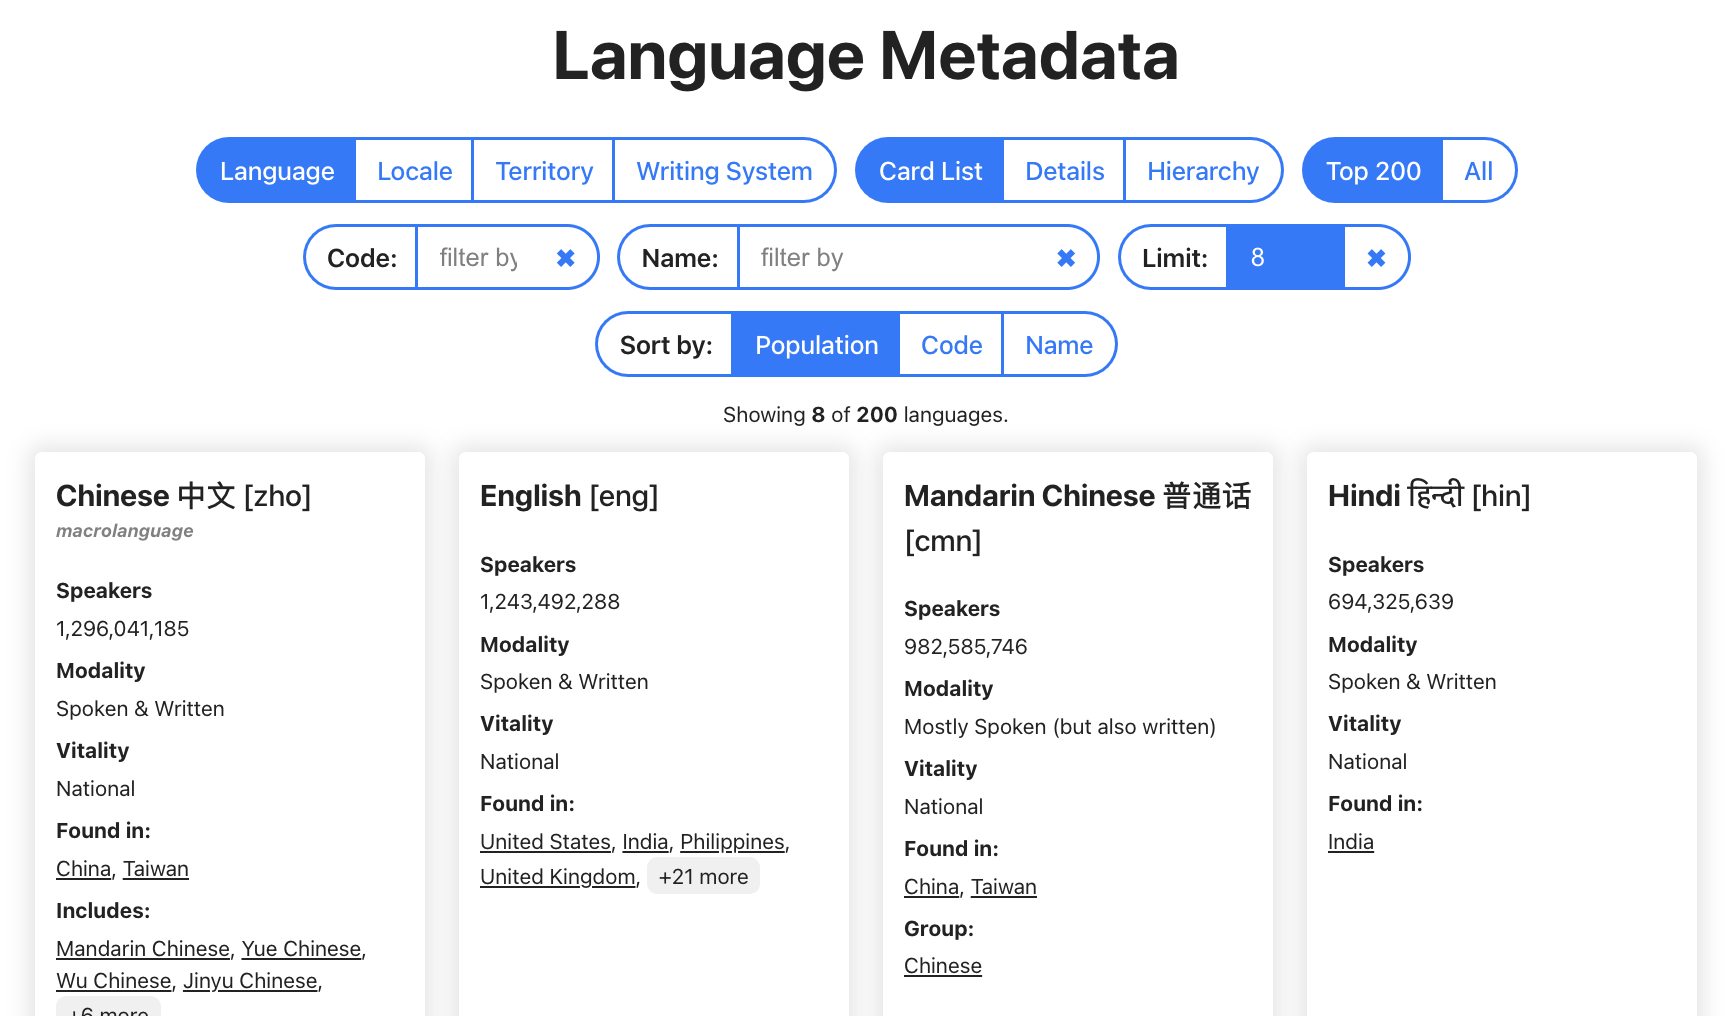 Language Metadata
Language Locale Territory Writing System Card List Details Hierarchy Top 200 All
Code: filter by ✖ Name: filter by ✖ Limit: 8 ✖
Sort by: Population Code Name
Showing 8 of 200 languages.
Chinese 中文 [zho]
macrolanguage
Speakers
1,296,041,185
Modality
Spoken & Written
Vitality
National
Found in:
China, Taiwan
Includes:
Mandarin Chinese, Yue Chinese,
Wu Chinese, Jinyu Chinese,
+6 more
English [eng]
Speakers
1,243,492,288
Modality
Spoken & Written
Vitality
National
Found in:
United States, India, Philippines,
United Kingdom, +21 more
Mandarin Chinese 普通话
[cmn]
Speakers
982,585,746
Modality
Mostly Spoken (but also written)
Vitality
National
Found in:
China, Taiwan
Group:
Chinese
Hindi हिन्दी [hin]
Speakers
694,325,639
Modality
Spoken & Written
Vitality
National
Found in:
India